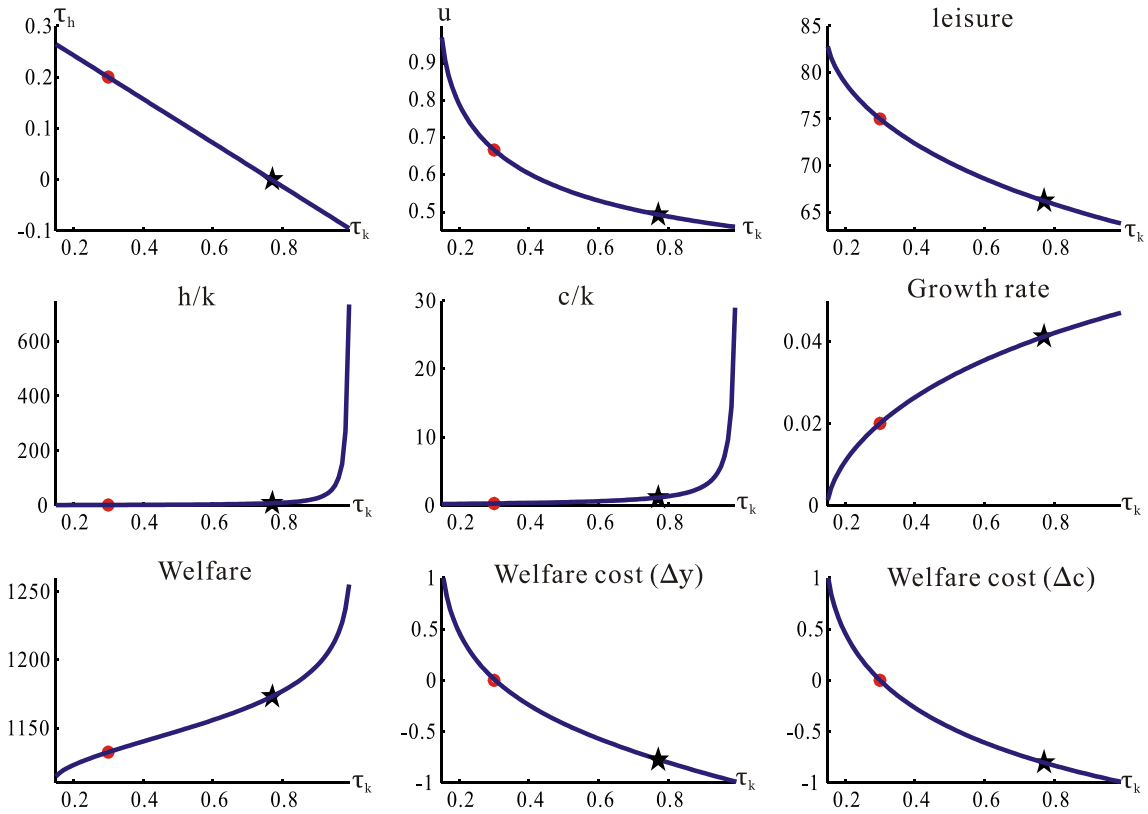 τh
0.3
0.2
0.1
0
-0.1
0.2 0.4 0.6 0.8 τk
u
0.9
0.8
0.7
0.6
0.5
0.2 0.4 0.6 0.8 τk
leisure
85
80
75
70
65
0.2 0.4 0.6 0.8 τk
h/k
600
400
200
0
0.2 0.4 0.6 0.8 τk
c/k
30
20
10
0
0.2 0.4 0.6 0.8 τk
Growth rate
0.04
0.02
0
0.2 0.4 0.6 0.8 τk
Welfare
1250
1200
1150
0.2 0.4 0.6 0.8 τk
Welfare cost (Δy)
1
0.5
0
-0.5
-1
0.2 0.4 0.6 0.8 τk
Welfare cost (Δc)
1
0.5
0
-0.5
-1
0.2 0.4 0.6 0.8 τk